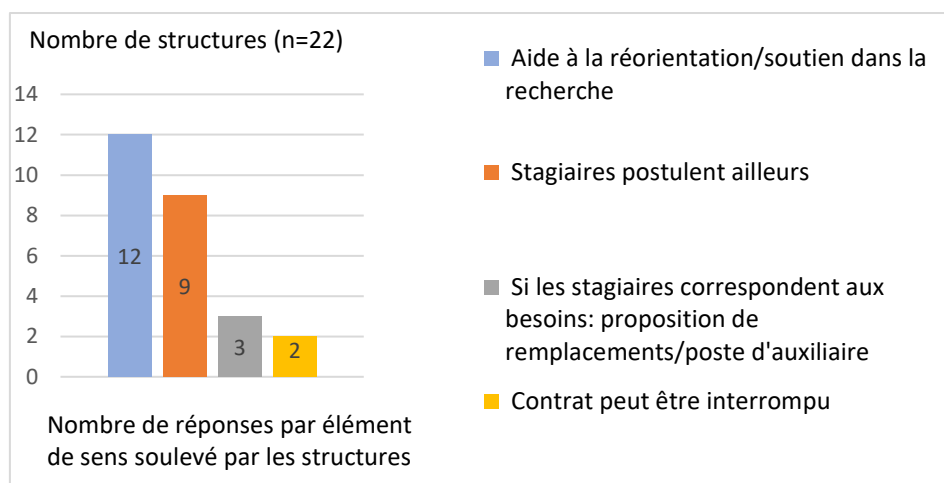 Nombre de structures (n=22)
14
12
10
8
6
4
2
0
12
9
3
2
Nombre de réponses par élément
de sens soulevé par les structures
Aide à la réorientation/soutien dans la
recherche
Stagiaires postulent ailleurs
Si les stagiaires correspondent aux
besoins: proposition de
remplacements/poste d'auxiliaire
Contrat peut être interrompu